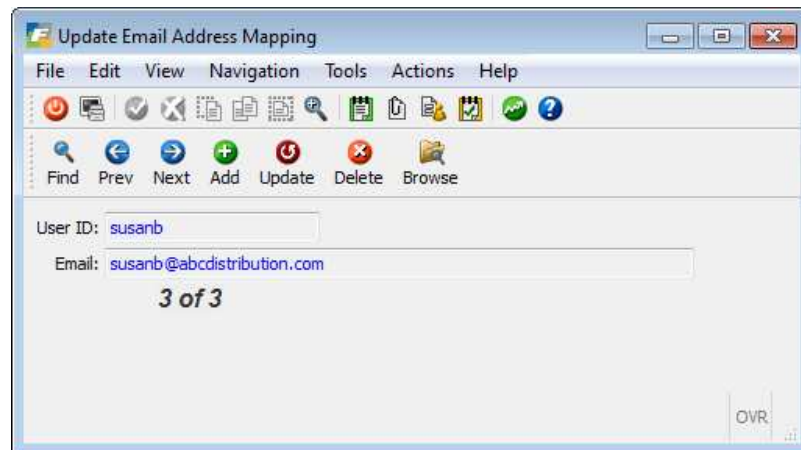 Update Email Address Mapping
File Edit View Navigation Tools Actions Help
Find Prev Next Add Update Delete Browse
User ID: susanb
Email: susanb@abcdistribution.com
3 of 3
OVR